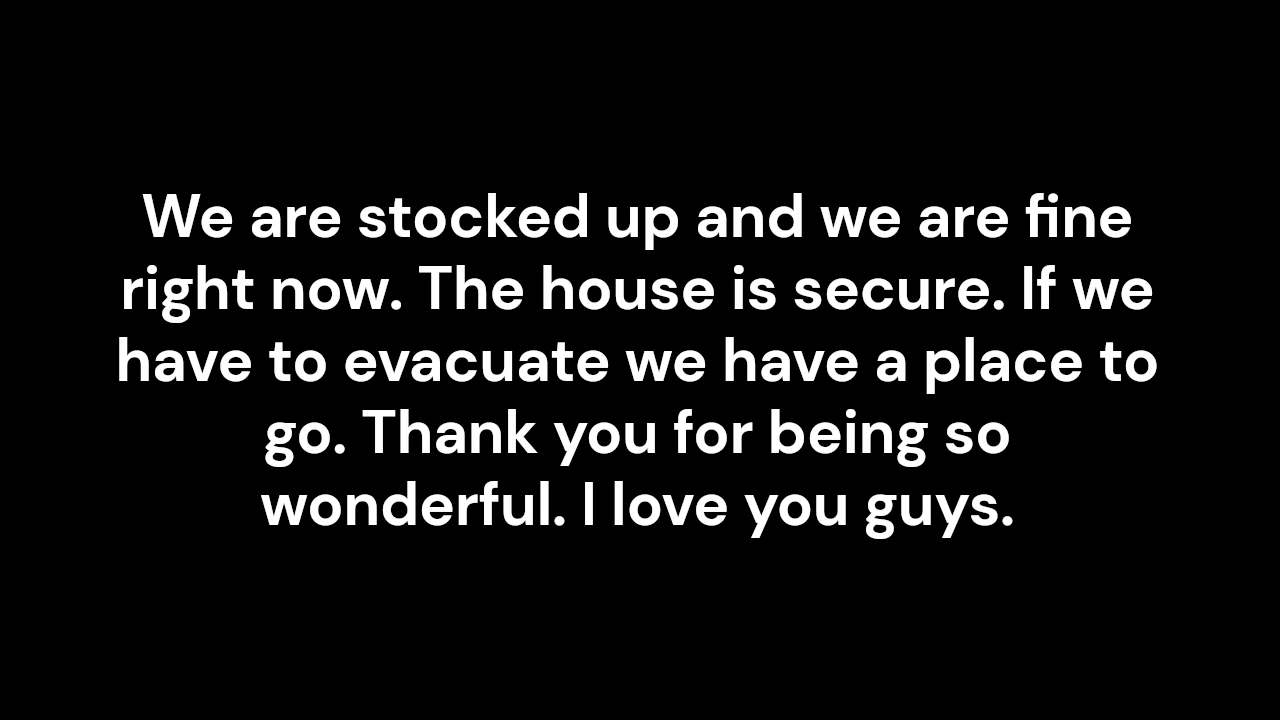 We are stocked up and we are fine
right now. The house is secure. If we
have to evacuate we have a place to
go. Thank you for being so
wonderful. I love you guys.